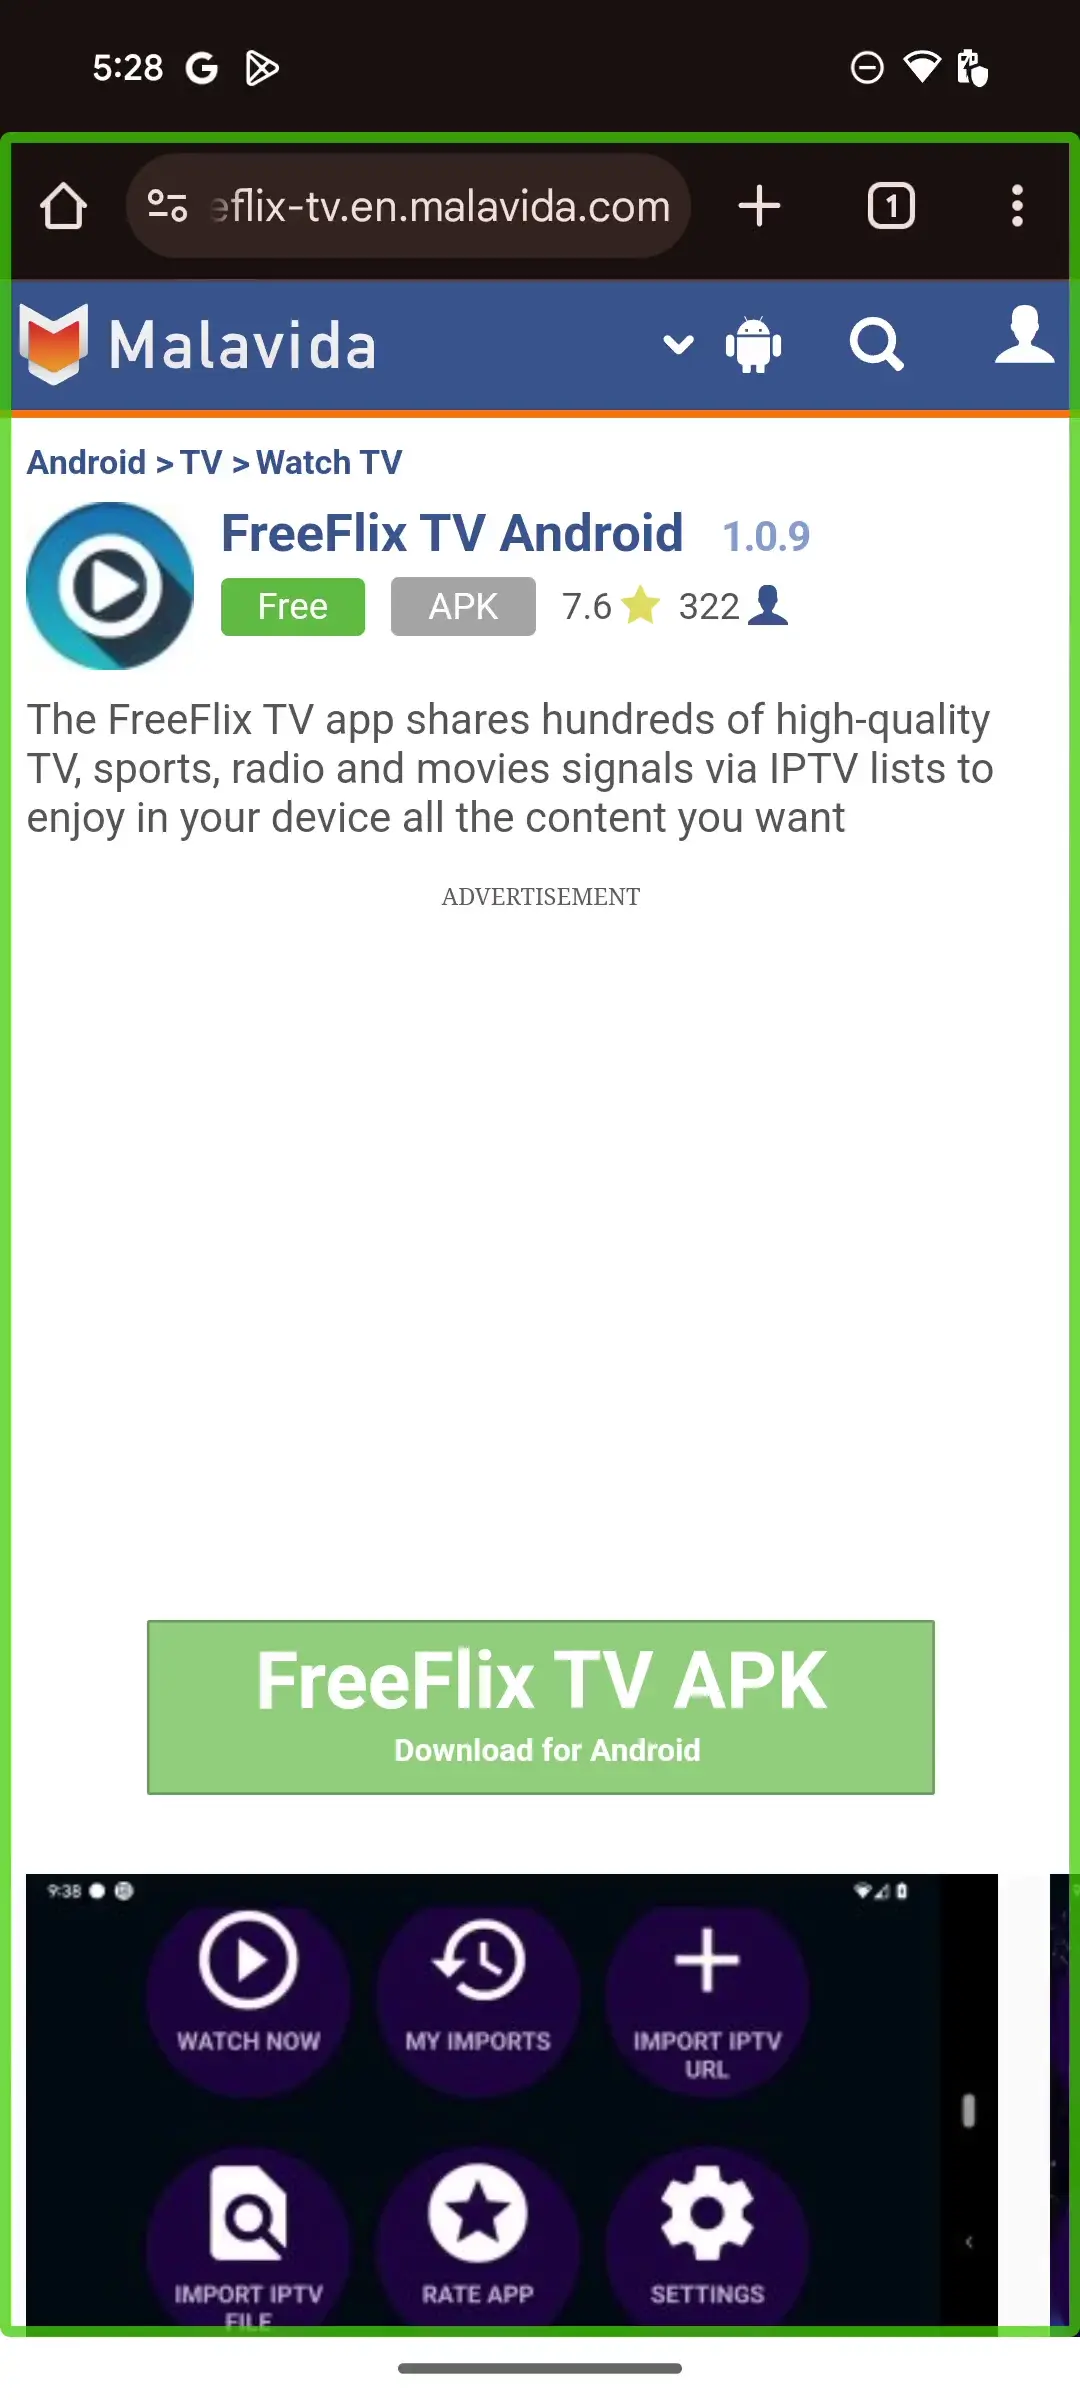 5:28
eflix-tv.en.malavida.com
1
Malavida
Android > TV > Watch TV
FreeFlix TV Android 1.0.9
Free APK 7.6 322
The FreeFlix TV app shares hundreds of high-quality
TV, sports, radio and movies signals via IPTV lists to
enjoy in your device all the content you want
ADVERTISEMENT
FreeFlix TV APK
Download for Android
9:38
WATCH NOW MY IMPORTS IMPORT IPTV
URL
IMPORT IPTV RATE APP SETTINGS
FILE